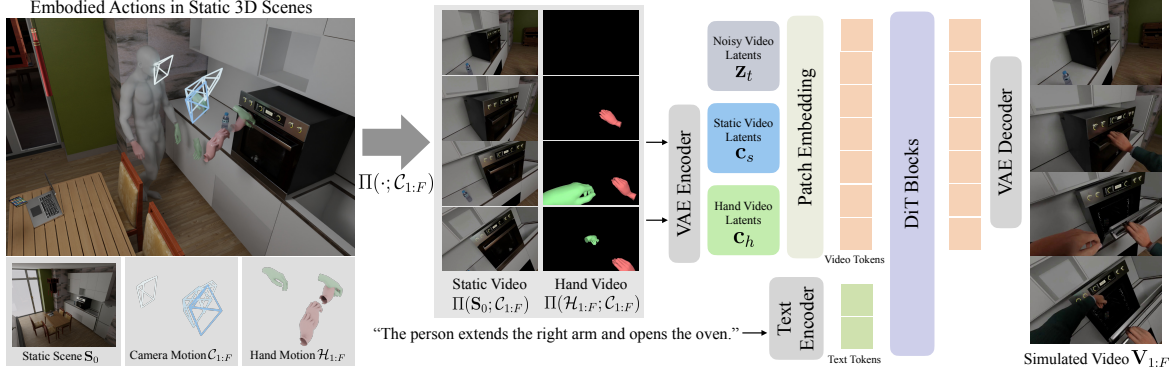 Embodied Actions in Static 3D Scenes
Static Scene S₀
Camera Motion 𝒞₁:F
Hand Motion ℋ₁:F
Π(·; 𝒞₁:F)
Static Video
Π(S₀; 𝒞₁:F)
Hand Video
Π(ℋ₁:F; 𝒞₁:F)
“The person extends the right arm and opens the oven.”
VAE Encoder
Noisy Video
Latents
z_t
Static Video
Latents
c_s
Hand Video
Latents
c_h
Patch Embedding
Video Tokens
Text
Encoder
Text Tokens
DiT Blocks
VAE Decoder
Simulated Video V₁:F